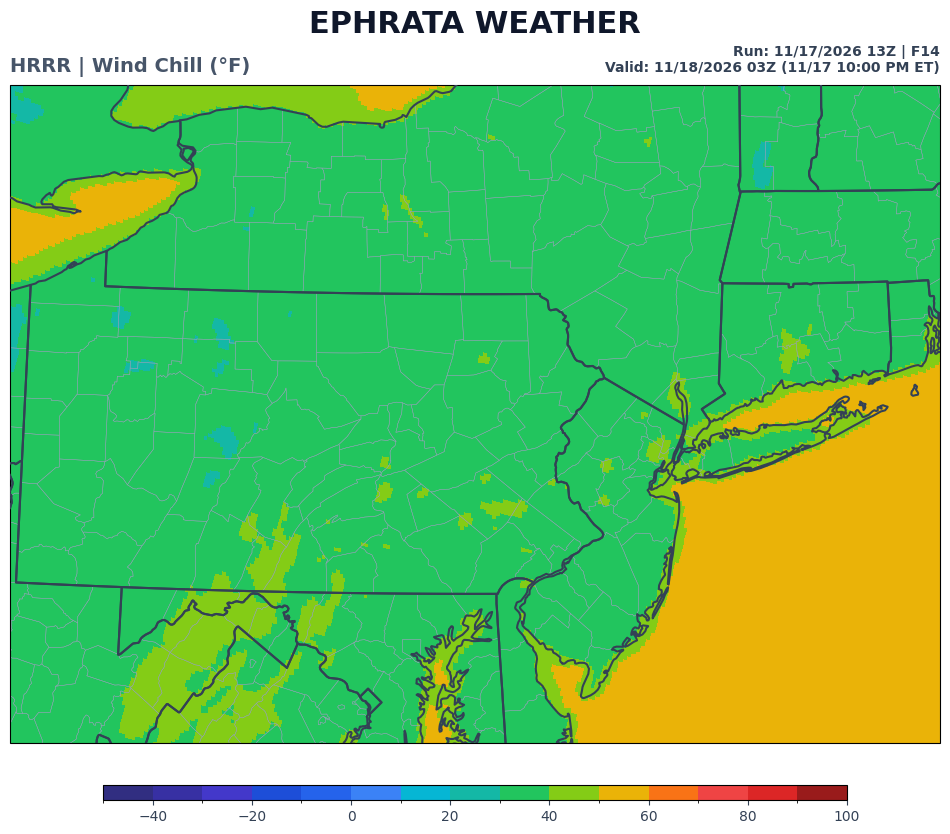 EPHRATA WEATHER
Run: 11/17/2026 13Z | F14
HRRR | Wind Chill (°F)
Valid: 11/18/2026 03Z (11/17 10:00 PM ET)
−40 −20 0 20 40 60 80 100